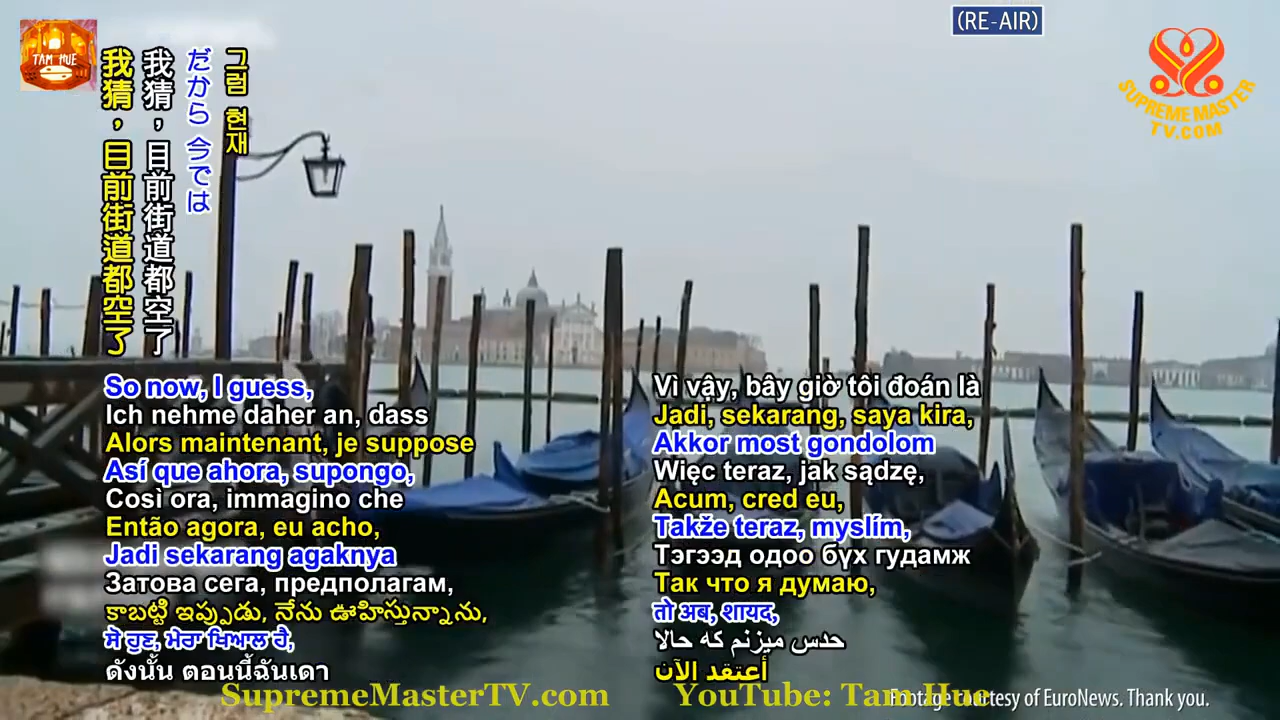 (RE-AIR)
TAM HUE
SUPREME MASTER
TV.COM
그럼 현재
だから 今では
我猜，目前街道都空了
我猜，目前街道都空了
So now, I guess,
Ich nehme daher an, dass
Alors maintenant, je suppose
Así que ahora, supongo,
Così ora, immagino che
Então agora, eu acho,
Jadi sekarang agaknya
Затова сега, предполагам,
కాబట్టి ఇప్పుడు, నేను ఊహిస్తున్నాను,
ਸੋ ਹੁਣ, ਮੇਰਾ ਖਿਆਲ ਹੈ,
ดังนั้น ตอนนี้ฉันเดา
Vì vậy, bây giờ tôi đoán là
Jadi, sekarang, saya kira,
Akkor most gondolom
Więc teraz, jak sądzę,
Acum, cred eu,
Takže teraz, myslím,
Тэгээд одоо бүх гудамж
Так что я думаю,
तो अब, शायद,
حدس میزنم که حالا
أعتقد الآن
SupremeMasterTV.com
YouTube: Tam Hue
Footage courtesy of EuroNews. Thank you.